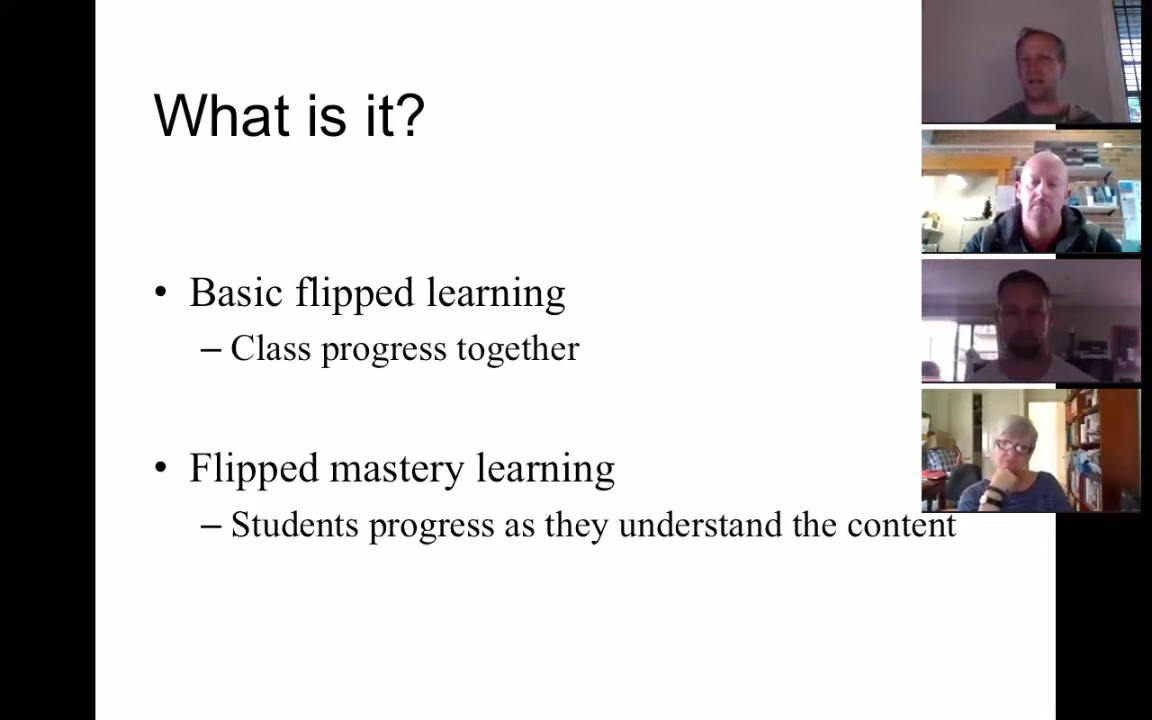 What is it?
• Basic flipped learning
– Class progress together
• Flipped mastery learning
– Students progress as they understand the content